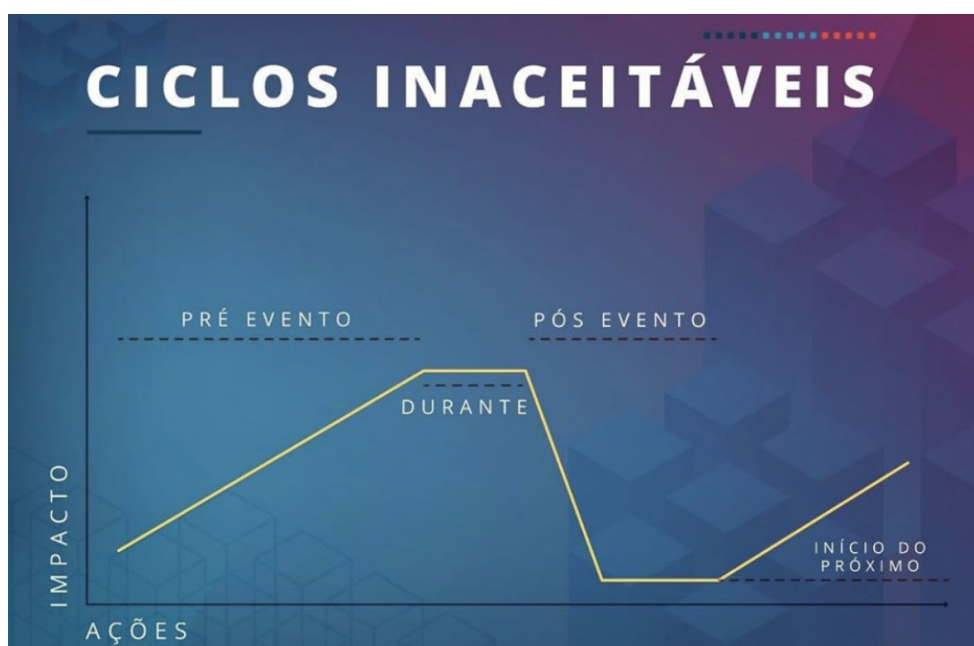 CICLOS INACEITÁVEIS
PRÉ EVENTO
PÓS EVENTO
DURANTE
IMPACTO
INÍCIO DO
PRÓXIMO
AÇÕES